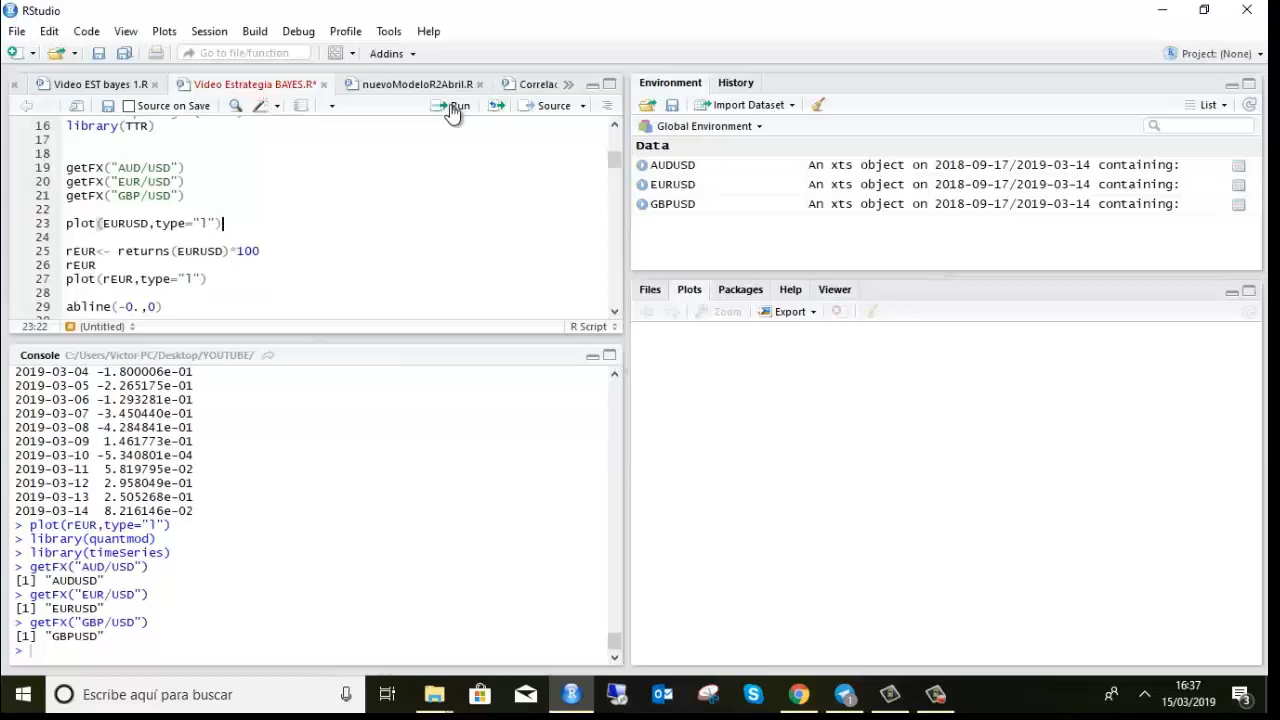 RStudio
File Edit Code View Plots Session Build Debug Profile Tools Help
Go to file/function Addins Project: (None)
Video EST bayes 1.R Video Estrategia BAYES.R* nuevoModeloR2Abril.R Correlac
Source on Save Run Source
16 library(TTR)
17
18
19 getFX("AUD/USD")
20 getFX("EUR/USD")
21 getFX("GBP/USD")
22
23 plot(EURUSD,type="l")
24
25 rEUR<- returns(EURUSD)*100
26 rEUR
27 plot(rEUR,type="l")
28
29 abline(-0.,0)
23:22 (Untitled) R Script
Console C:/Users/Victor PC/Desktop/YOUTUBE/
2019-03-04 -1.800006e-01
2019-03-05 -2.265175e-01
2019-03-06 -1.293281e-01
2019-03-07 -3.450440e-01
2019-03-08 -4.284841e-01
2019-03-09 1.461773e-01
2019-03-10 -5.340801e-04
2019-03-11 5.819795e-02
2019-03-12 2.958049e-01
2019-03-13 2.505268e-01
2019-03-14 8.216146e-02
> plot(rEUR,type="l")
> library(quantmod)
> library(timeSeries)
> getFX("AUD/USD")
[1] "AUDUSD"
> getFX("EUR/USD")
[1] "EURUSD"
> getFX("GBP/USD")
[1] "GBPUSD"
>
Environment History
Import Dataset List
Global Environment
Data
AUDUSD An xts object on 2018-09-17/2019-03-14 containing:
EURUSD An xts object on 2018-09-17/2019-03-14 containing:
GBPUSD An xts object on 2018-09-17/2019-03-14 containing:
Files Plots Packages Help Viewer
Zoom Export
Escribe aquí para buscar
16:37
15/03/2019
3